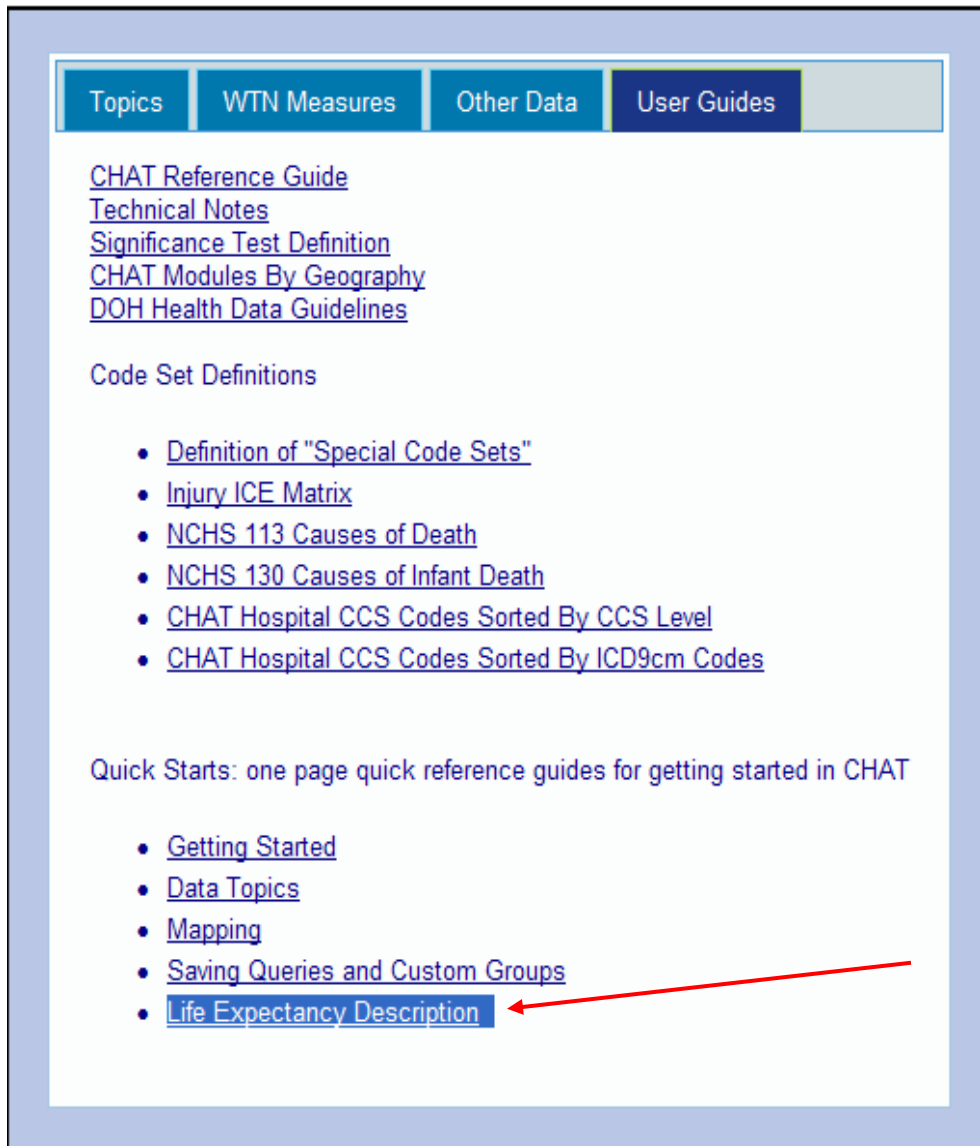 Topics WTN Measures Other Data User Guides
CHAT Reference Guide
Technical Notes
Significance Test Definition
CHAT Modules By Geography
DOH Health Data Guidelines
Code Set Definitions
• Definition of "Special Code Sets"
• Injury ICE Matrix
• NCHS 113 Causes of Death
• NCHS 130 Causes of Infant Death
• CHAT Hospital CCS Codes Sorted By CCS Level
• CHAT Hospital CCS Codes Sorted By ICD9cm Codes
Quick Starts: one page quick reference guides for getting started in CHAT
• Getting Started
• Data Topics
• Mapping
• Saving Queries and Custom Groups
• Life Expectancy Description